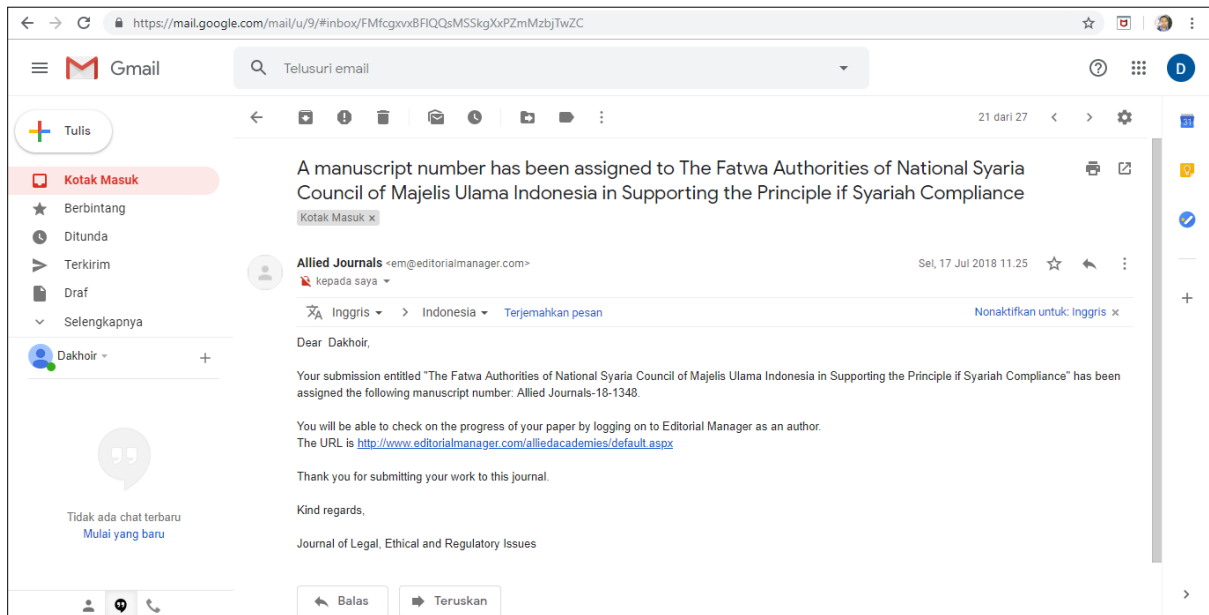 https://mail.google.com/mail/u/9/#inbox/FMfcgxvxBFlQQsMSSkgXxPZmMzbjTwZC
Gmail
Telusuri email
D
Tulis
21 dari 27
31
Kotak Masuk
Berbintang
Ditunda
Terkirim
Draf
Selengkapnya
Dakhoir
Tidak ada chat terbaru
Mulai yang baru
A manuscript number has been assigned to The Fatwa Authorities of National Syaria
Council of Majelis Ulama Indonesia in Supporting the Principle if Syariah Compliance
Kotak Masuk x
Allied Journals <em@editorialmanager.com>
Sel, 17 Jul 2018 11.25
kepada saya
Inggris > Indonesia Terjemahkan pesan
Nonaktifkan untuk: Inggris x
Dear Dakhoir,
Your submission entitled "The Fatwa Authorities of National Syaria Council of Majelis Ulama Indonesia in Supporting the Principle if Syariah Compliance" has been
assigned the following manuscript number: Allied Journals-18-1348.
You will be able to check on the progress of your paper by logging on to Editorial Manager as an author.
The URL is http://www.editorialmanager.com/alliedacademies/default.aspx
Thank you for submitting your work to this journal.
Kind regards,
Journal of Legal, Ethical and Regulatory Issues
Balas
Teruskan